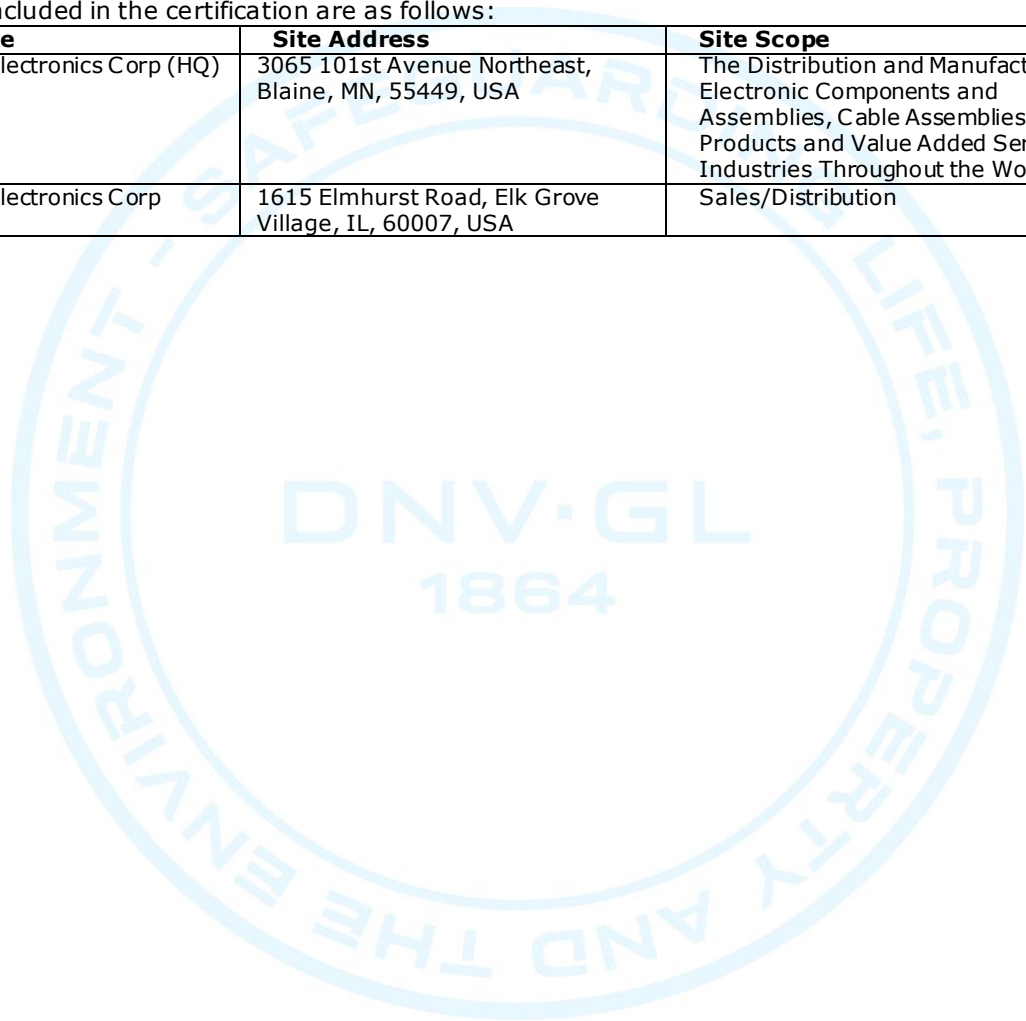 cluded in the certification are as follows:
e Site Address Site Scope
lectronics Corp (HQ) 3065 101st Avenue Northeast, The Distribution and Manufact
Blaine, MN, 55449, USA Electronic Components and
Assemblies, Cable Assemblies
Products and Value Added Ser
Industries Throughout the Wo
lectronics Corp 1615 Elmhurst Road, Elk Grove Sales/Distribution
Village, IL, 60007, USA
SAFEGUARDING LIFE, PROPERTY AND THE ENVIRONMENT -
DNV·GL
1864